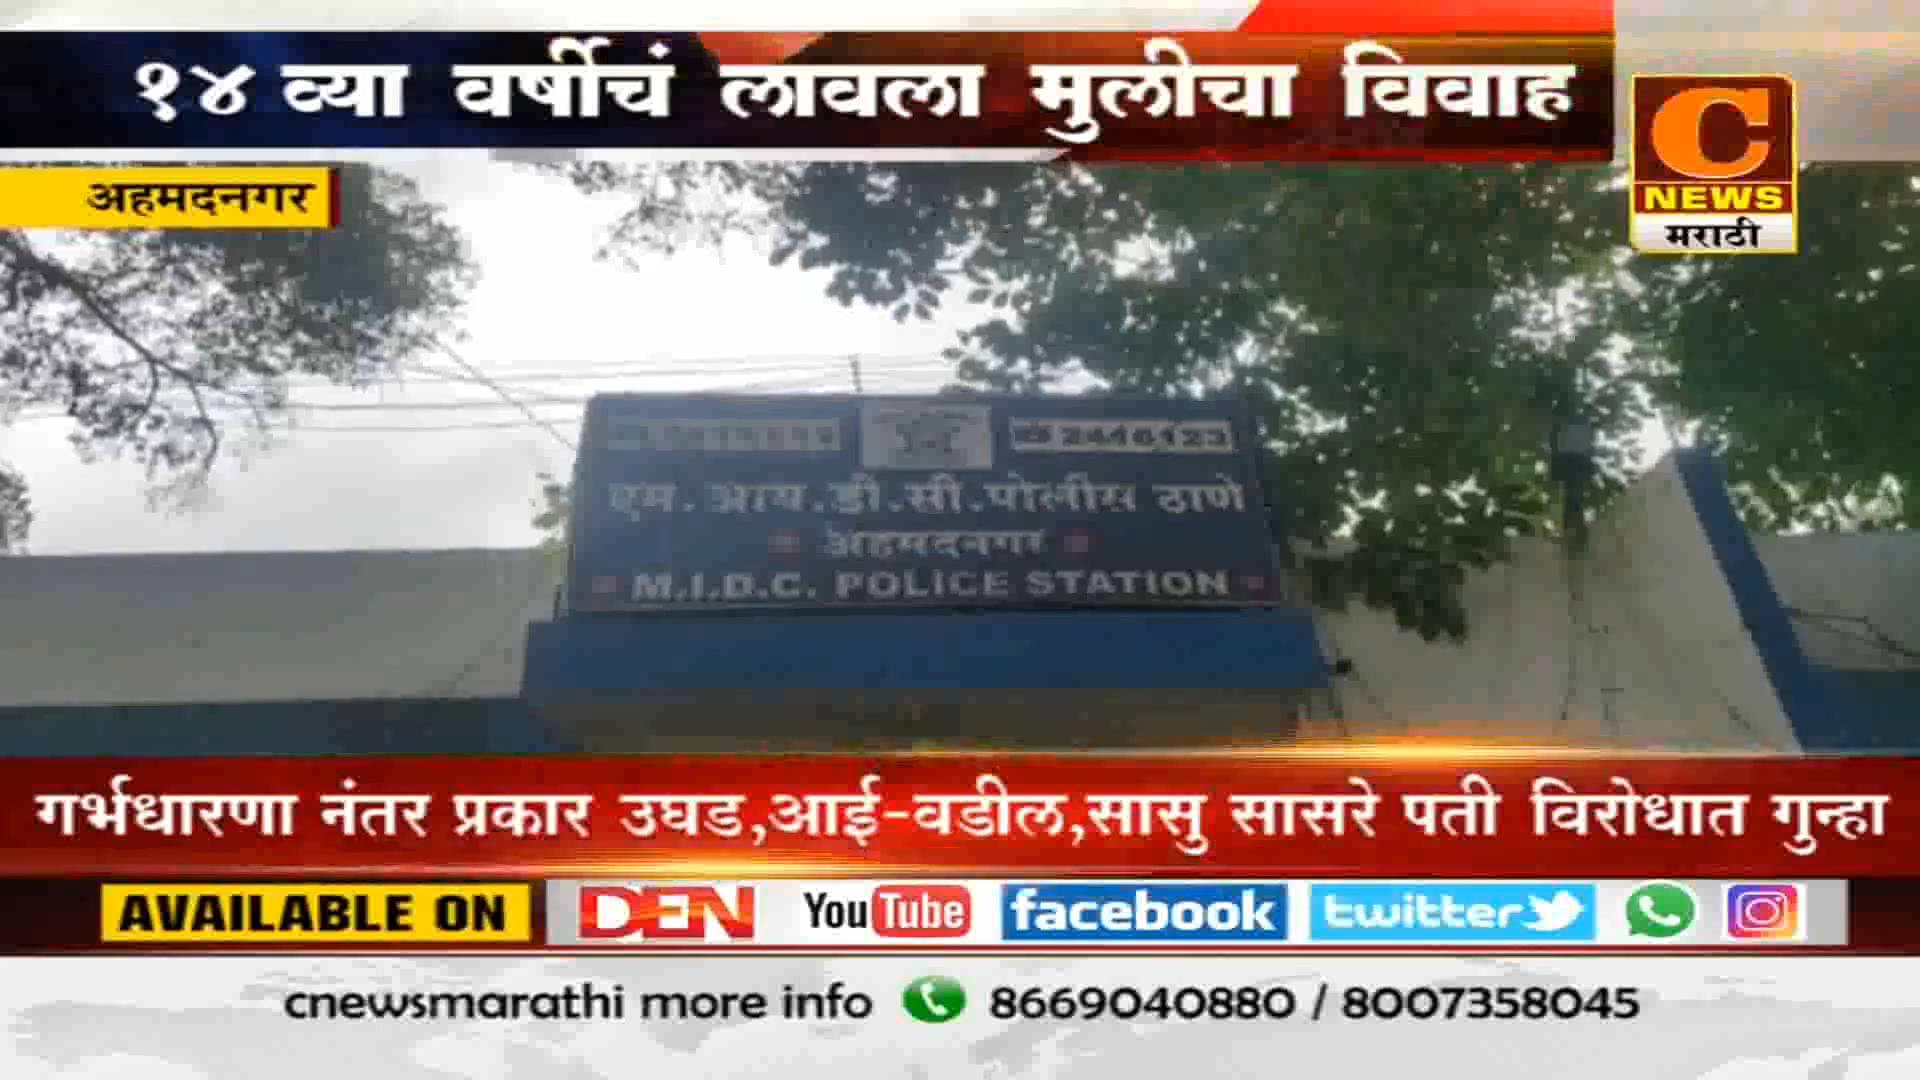 १४ व्या वर्षीचं लावला मुलीचा विवाह
C
NEWS
मराठी
अहमदनगर
2416123
एम.आय.डी.सी.पोलीस ठाणे
अहमदनगर
M.I.D.C. POLICE STATION
गर्भधारणा नंतर प्रकार उघड,आई-वडील,सासु सासरे पती विरोधात गुन्हा
AVAILABLE ON DEN YouTube facebook twitter
cnewsmarathi more info 8669040880 / 8007358045